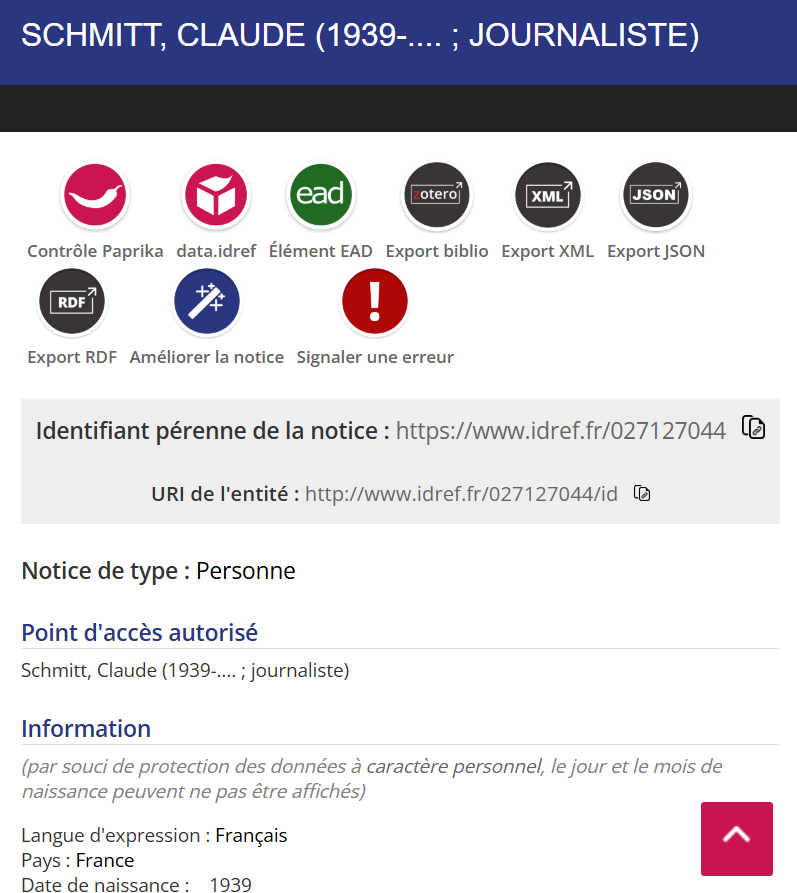 SCHMITT, CLAUDE (1939-.... ; JOURNALISTE)
ead
zotero
XML
JSON
Contrôle Paprika data.idref Élément EAD Export biblio Export XML Export JSON
RDF
!
Export RDF Améliorer la notice Signaler une erreur
Identifiant pérenne de la notice : https://www.idref.fr/027127044
URI de l'entité : http://www.idref.fr/027127044/id
Notice de type : Personne
Point d'accès autorisé
Schmitt, Claude (1939-.... ; journaliste)
Information
(par souci de protection des données à caractère personnel, le jour et le mois de
naissance peuvent ne pas être affichés)
Langue d'expression : Français
Pays : France
Date de naissance : 1939